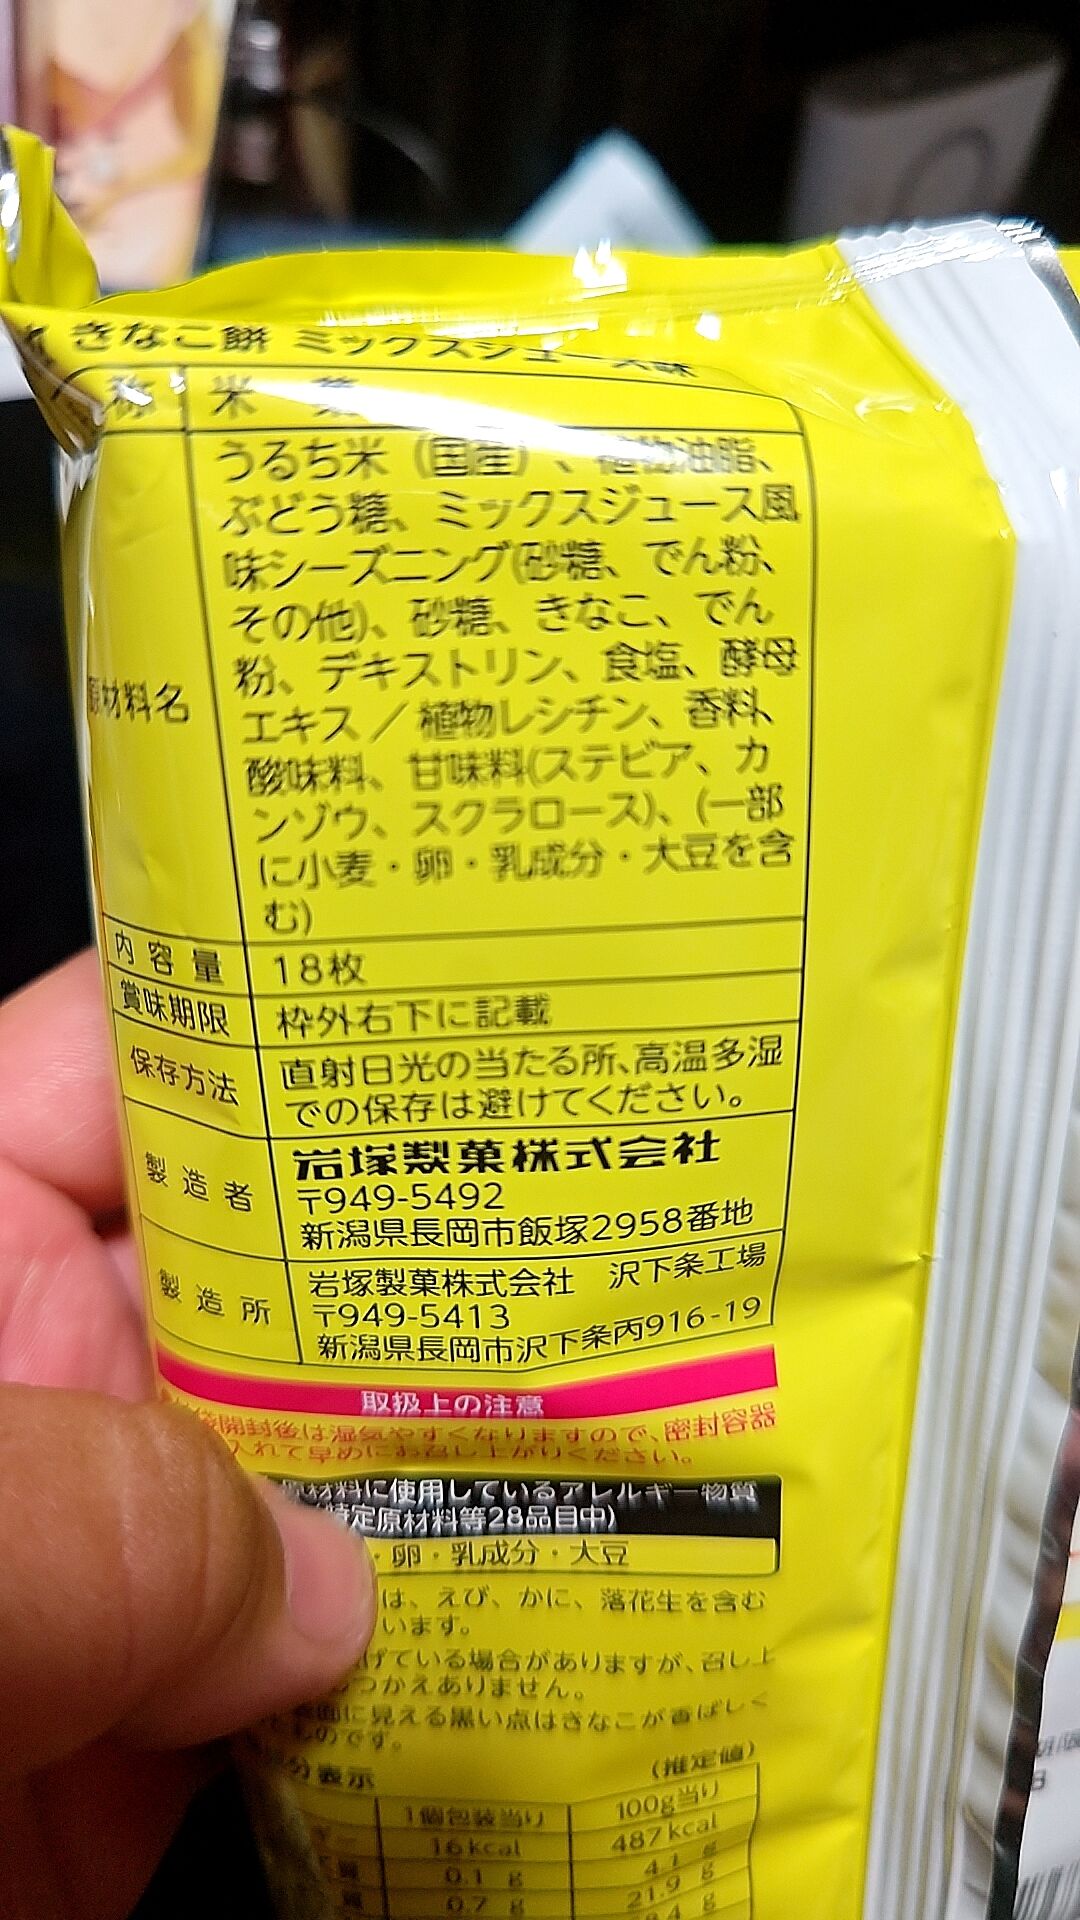 きなこ餅 ミックスジュース味
称 米 菓
うるち米（国産）、植物油脂、
ぶどう糖、ミックスジュース風
味シーズニング(砂糖、でん粉、
その他)、砂糖、きなこ、でん
粉、デキストリン、食塩、酵母
原材料名
エキス／植物レシチン、香料、
酸味料、甘味料(ステビア、カ
ンゾウ、スクラロース)、(一部
に小麦・卵・乳成分・大豆を含
む)
内容量 18枚
賞味期限 枠外右下に記載
保存方法 直射日光の当たる所、高温多湿
での保存は避けてください。
製造者 岩塚製菓株式会社
〒949-5492
新潟県長岡市飯塚2958番地
製造所 岩塚製菓株式会社 沢下条工場
〒949-5413
新潟県長岡市沢下条丙916-19
取扱上の注意
開封後は湿気やすくなりますので、密封容器
入れて早めにお召し上がりください。
原材料に使用しているアレルギー物質
特定原材料等28品目中)
・卵・乳成分・大豆
は、えび、かに、落花生を含む
います。
げている場合がありますが、召し上
つかえありません。
面に見える黒い点はきなこが香ばしく
ものです。
分表示 (推定値)
1個包装当り 100g当り
16kcal 487kcal
0.1 g 4.1 g
0.7 g 21.9 g